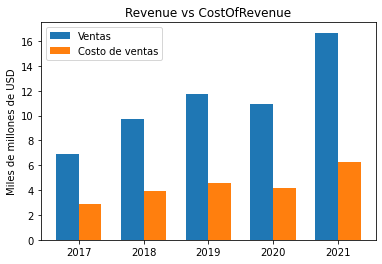 Revenue vs CostOfRevenue
Ventas
Costo de ventas
Miles de millones de USD
16
14
12
10
8
6
4
2
0
2017 2018 2019 2020 2021